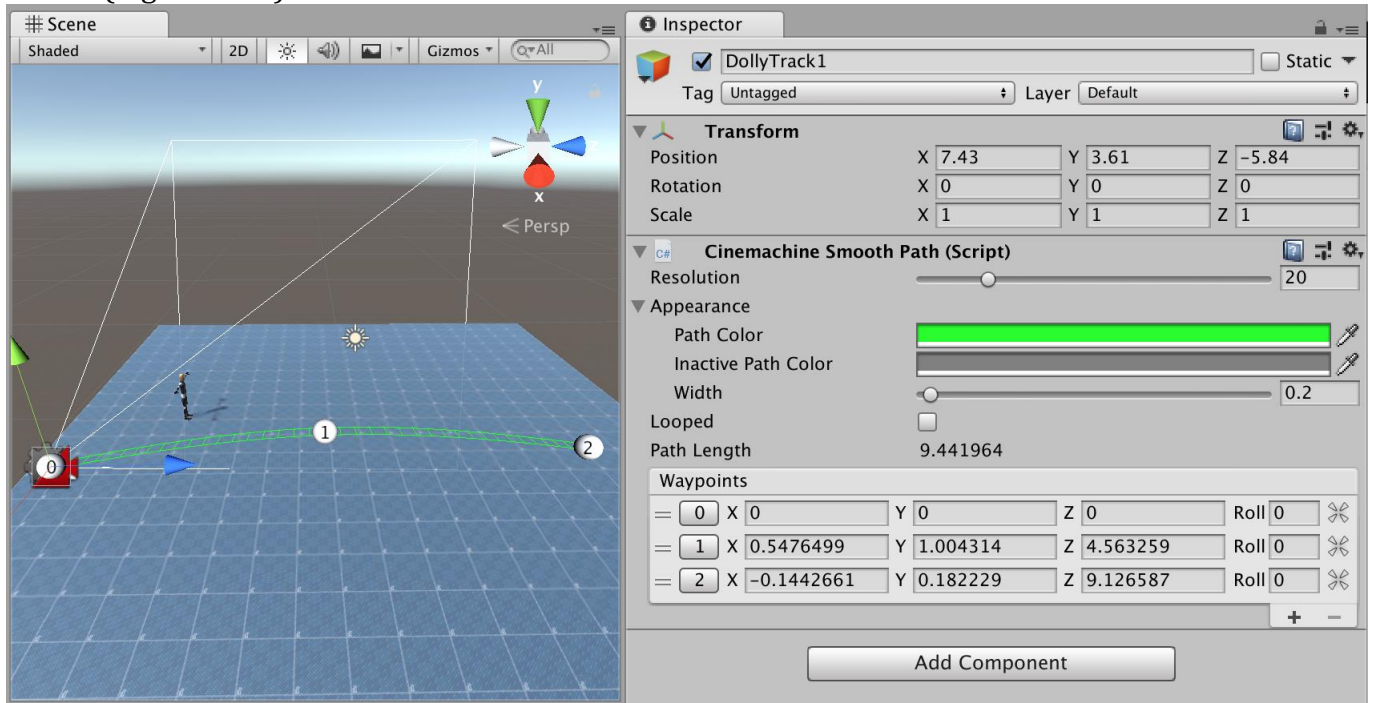 Scene
Shaded 2D Gizmos All
y
z
x
Persp
0
1
2
Inspector
DollyTrack1 Static
Tag Untagged Layer Default
Transform
Position X 7.43 Y 3.61 Z -5.84
Rotation X 0 Y 0 Z 0
Scale X 1 Y 1 Z 1
C# Cinemachine Smooth Path (Script)
Resolution 20
Appearance
Path Color
Inactive Path Color
Width 0.2
Looped
Path Length 9.441964
Waypoints
0 X 0 Y 0 Z 0 Roll 0
1 X 0.5476499 Y 1.004314 Z 4.563259 Roll 0
2 X -0.1442661 Y 0.182229 Z 9.126587 Roll 0
+ −
Add Component